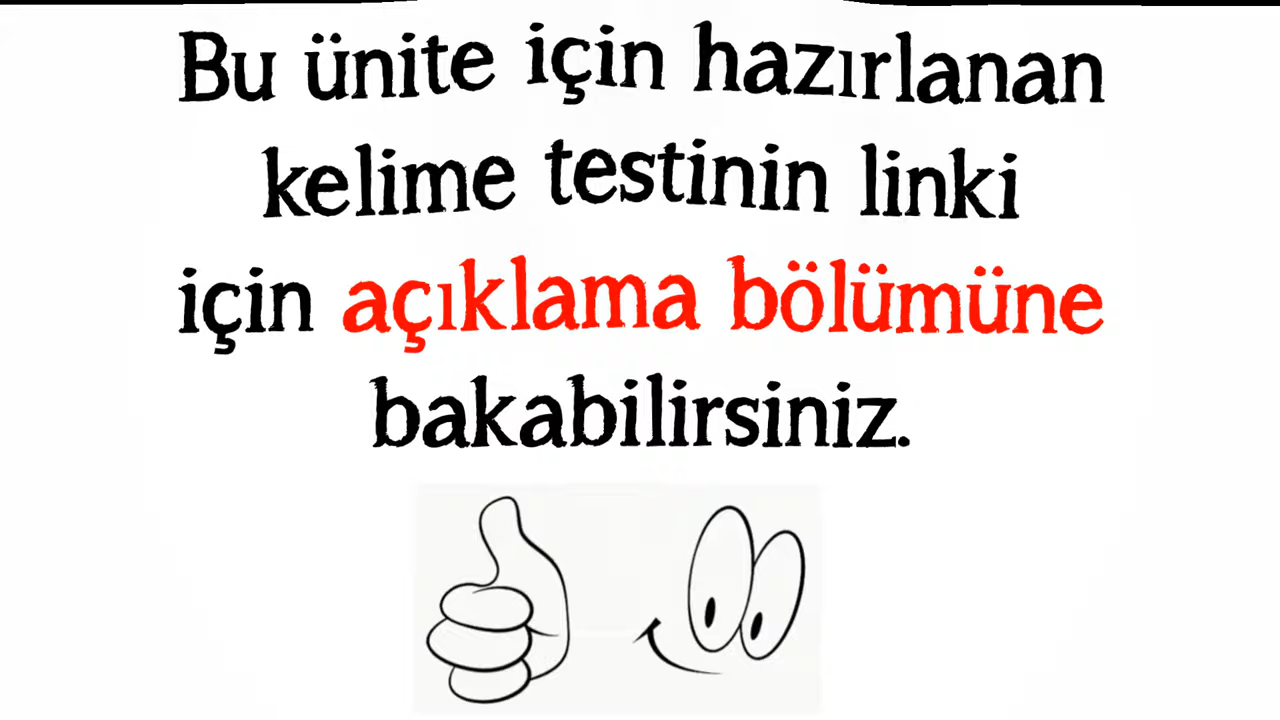 Bu ünite için hazırlanan
kelime testinin linki
için açıklama bölümüne
bakabilirsiniz.